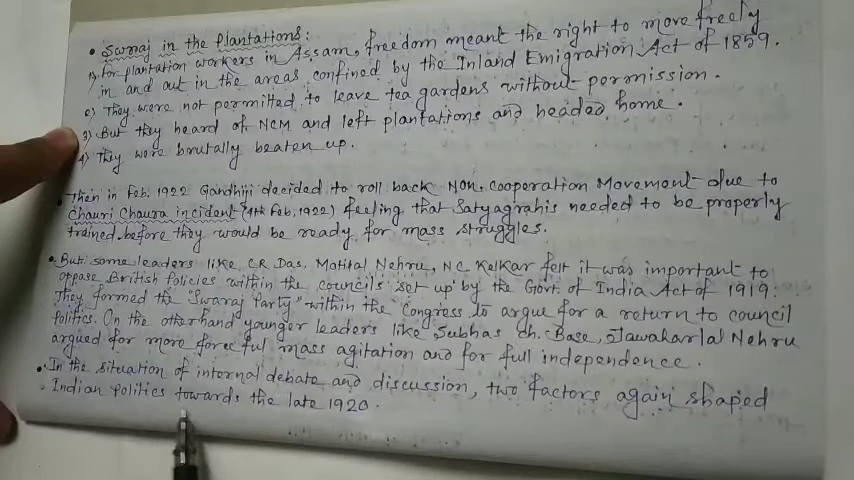 • Swaraj in the Plantations:
1) For plantation workers in Assam, freedom meant the right to move freely
in and out in the areas confined by the Inland Emigration Act of 1859.
2) They were not permitted to leave tea gardens without permission.
3) But they heard of NCM and left plantations and headed home.
4) They were brutally beaten up.
• Then in Feb. 1922 Gandhiji decided to roll back Non-cooperation Movement due to
Chauri Chaura incident (4th Feb, 1922) feeling that Satyagrahis needed to be properly
trained before they would be ready for mass struggles.
• But some leaders like CR Das, Motital Nehru, NC Kelkar felt it was important to
oppase British Policies within the councils set up by the Govt. of India Act of 1919.
They formed the "Swaraj Party" within the Congress to argue for a return to council
Politics. On the otherhand younger leaders like Subhas ch. Base, Jawaharlal Nehru
argued for more forceful mass agitation and for full independence.
• In the situation of internal debate and discussion, two factors again shaped
• Indian Politics towards the late 1920.